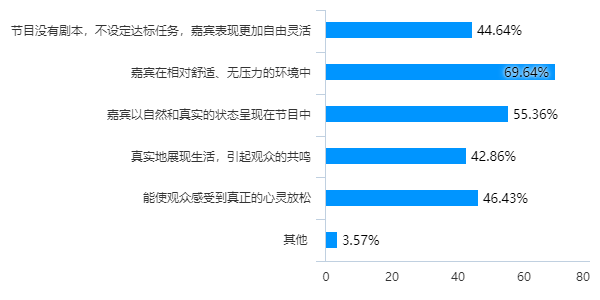 节目没有剧本，不设定达标任务，嘉宾表现更加自由灵活 44.64%
嘉宾在相对舒适、无压力的环境中 69.64%
嘉宾以自然和真实的状态呈现在节目中 55.36%
真实地展现生活，引起观众的共鸣 42.86%
能使观众感受到真正的心灵放松 46.43%
其他 3.57%
0 20 40 60 80